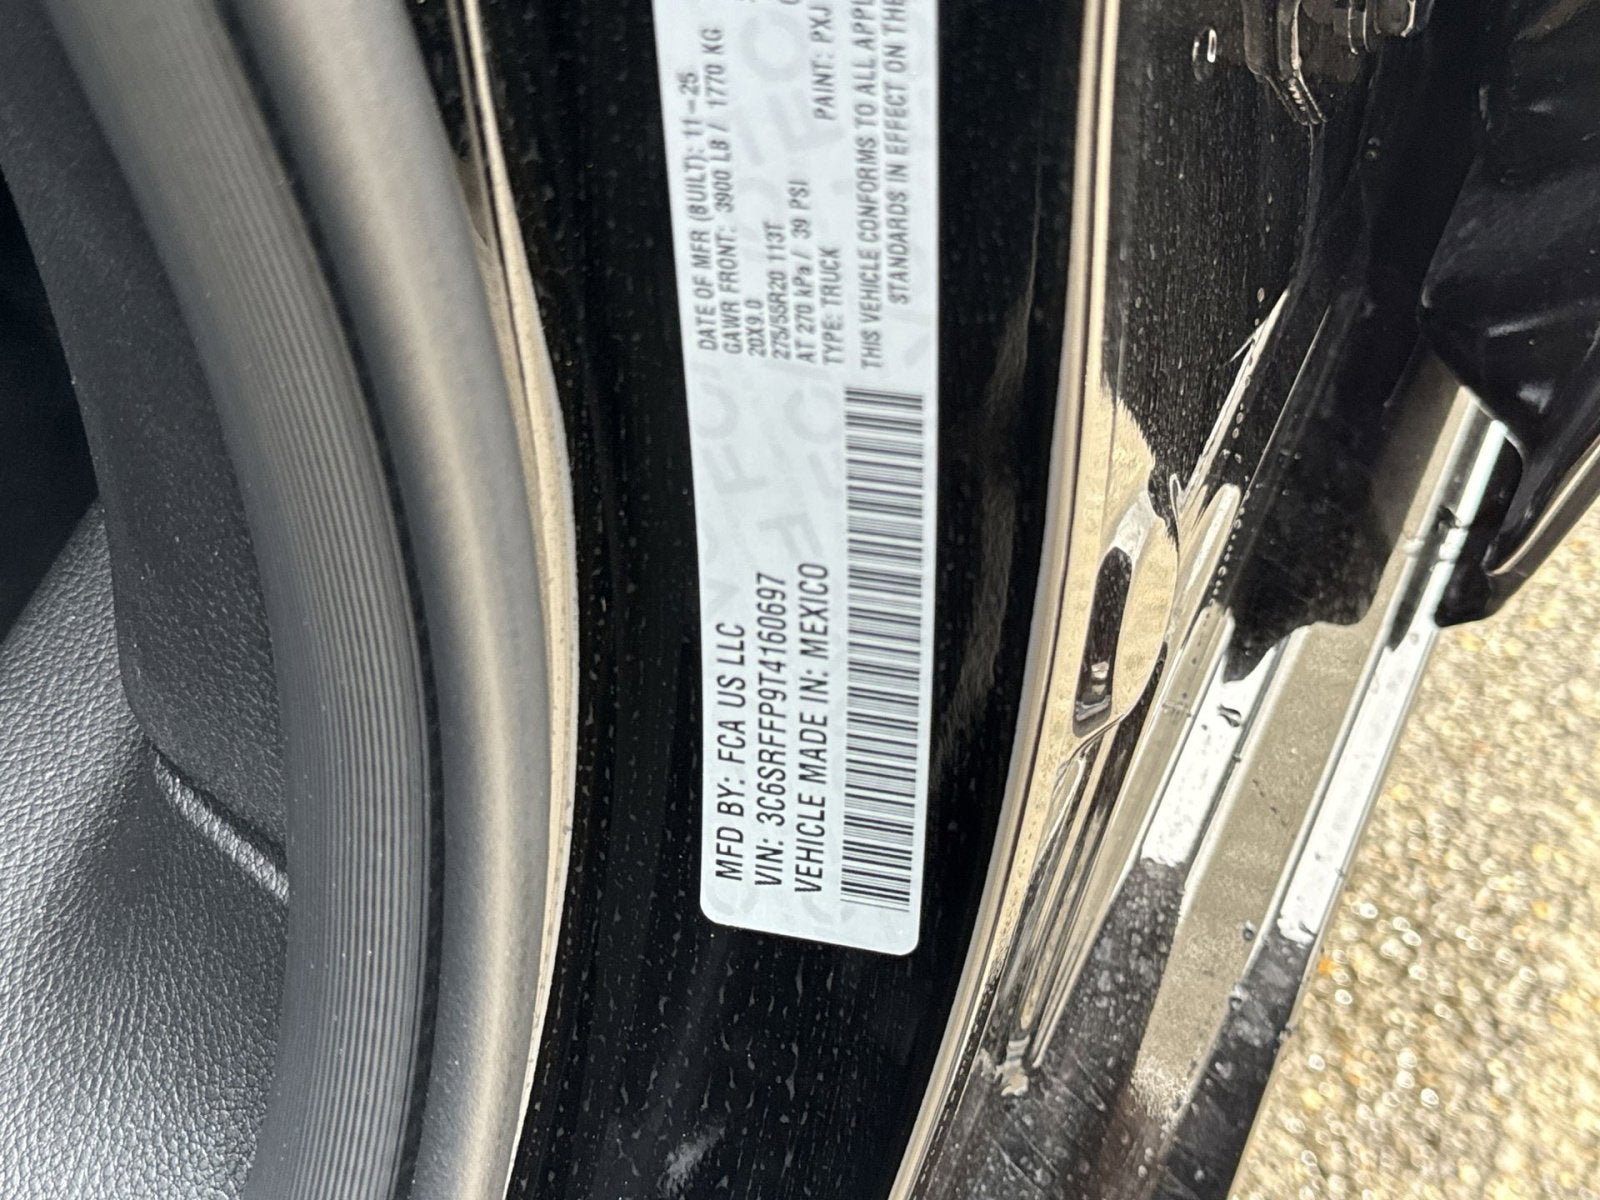 MFD BY: FCA US LLC
VIN: 3C6SRFFP9T4160697
VEHICLE MADE IN: MEXICO
DATE OF MFR (BUILT): 11-25
GAWR FRONT: 3900 LB / 1770 KG
20X9.0
275/55R20 113T
AT 270 kPa / 39 PSI
TYPE: TRUCK
PAINT: PXJ
THIS VEHICLE CONFORMS TO ALL
STANDARDS IN EFFECT ON THE